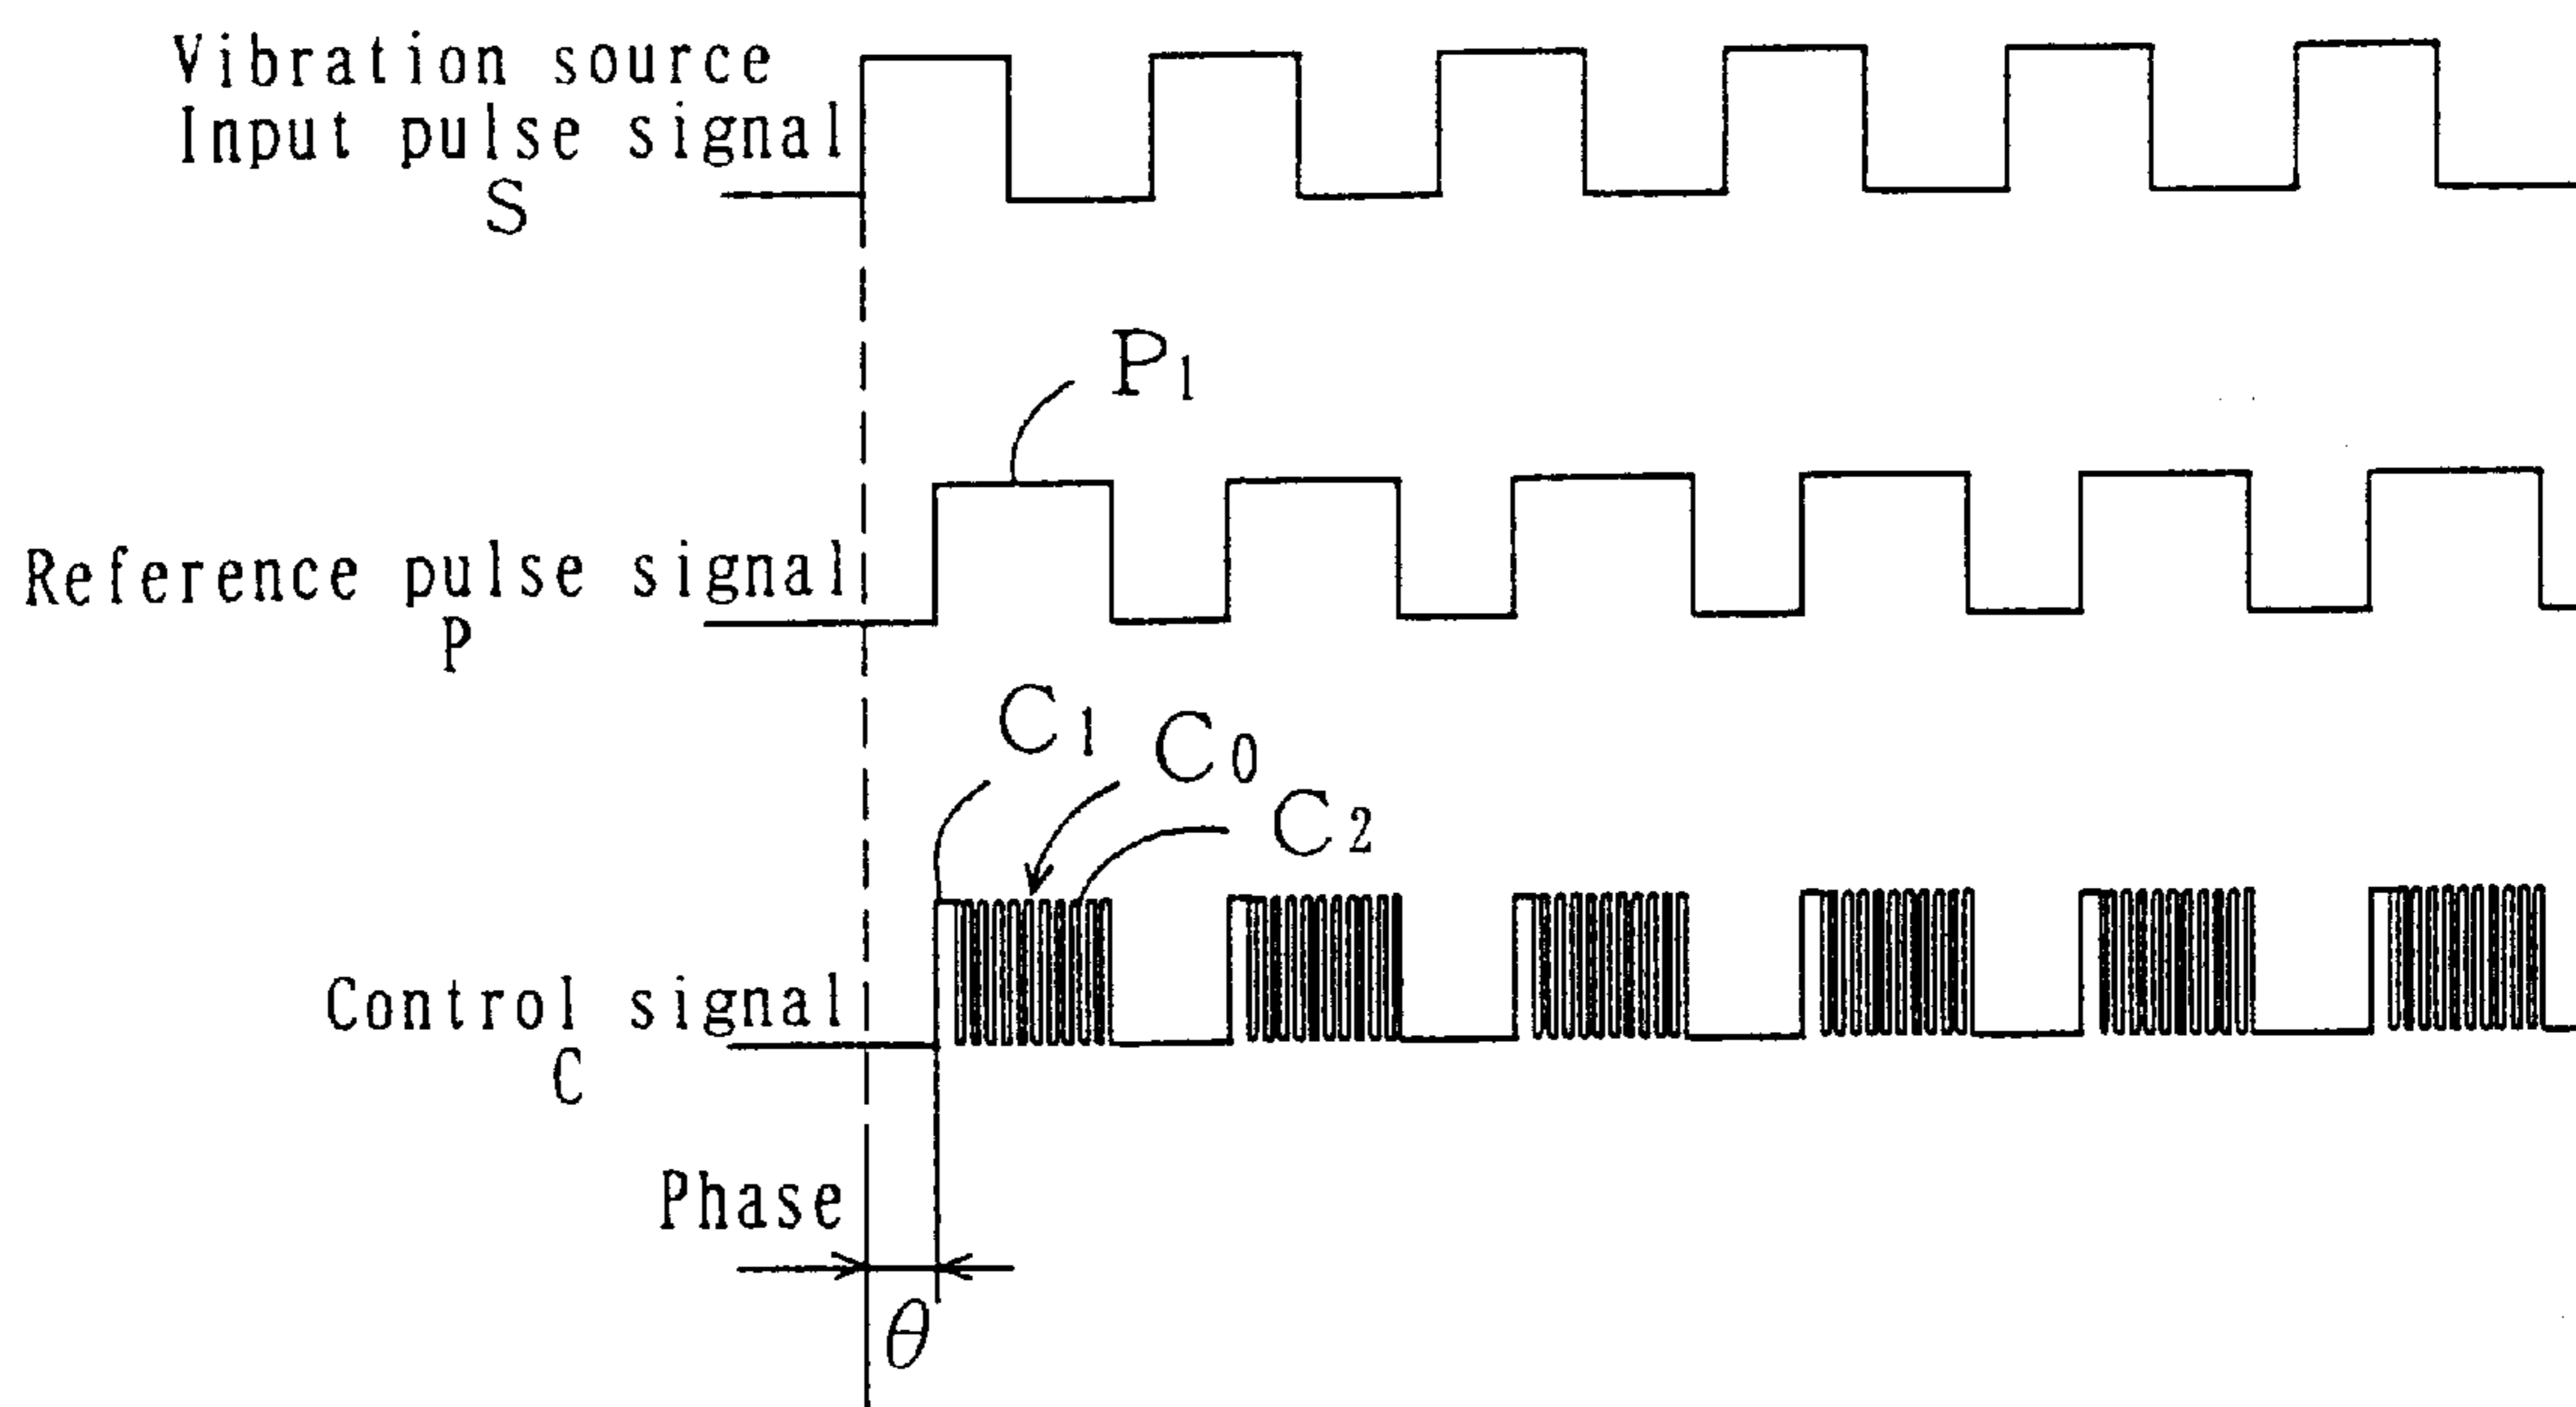 Vibration source
Input pulse signal
S
P1
Reference pulse signal
P
C1
C0
C2
Control signal
C
Phase
θ